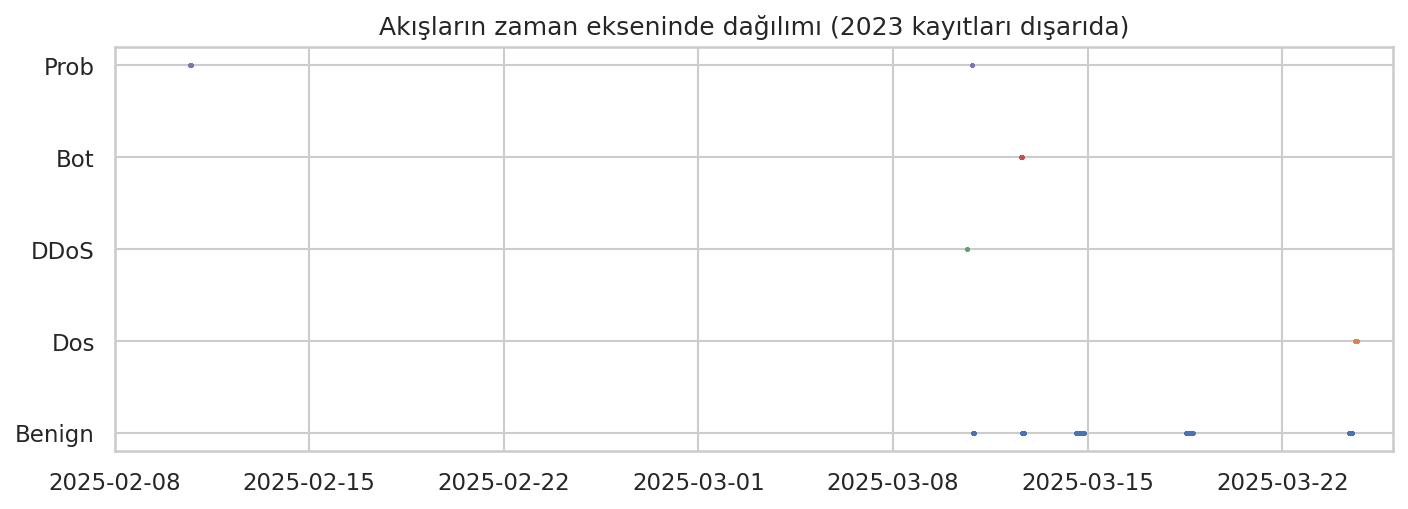 Akışların zaman ekseninde dağılımı (2023 kayıtları dışarıda)
Prob
Bot
DDoS
Dos
Benign
2025-02-08 2025-02-15 2025-02-22 2025-03-01 2025-03-08 2025-03-15 2025-03-22